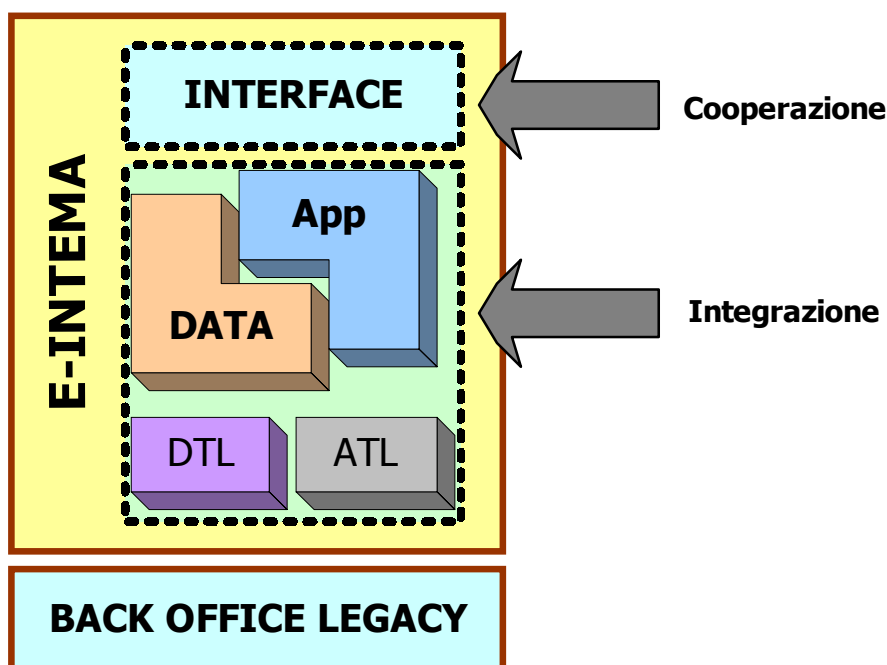 INTERFACE
Cooperazione
E-INTEMA
App
DATA
Integrazione
DTL
ATL
BACK OFFICE LEGACY